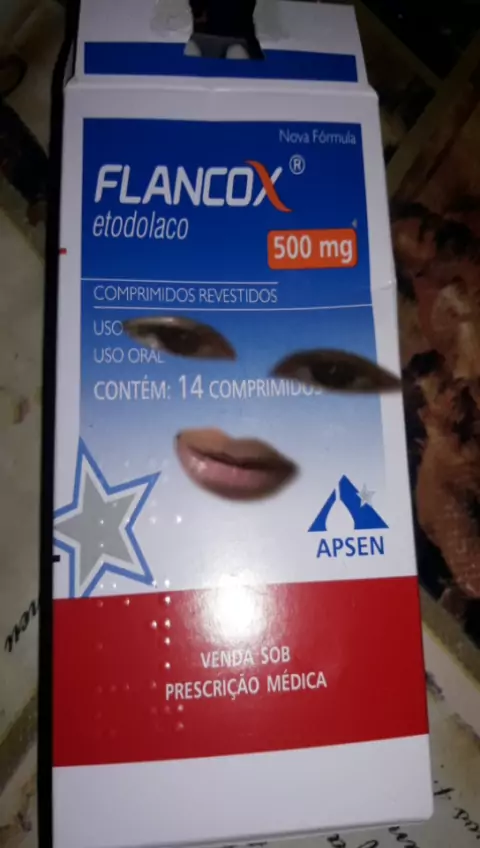 Nova Fórmula
FLANCOX®
etodolaco
500 mg
COMPRIMIDOS REVESTIDOS
USO
USO ORAL
CONTÉM: 14 COMPRIMIDOS
APSEN
VENDA SOB
PRESCRIÇÃO MÉDICA